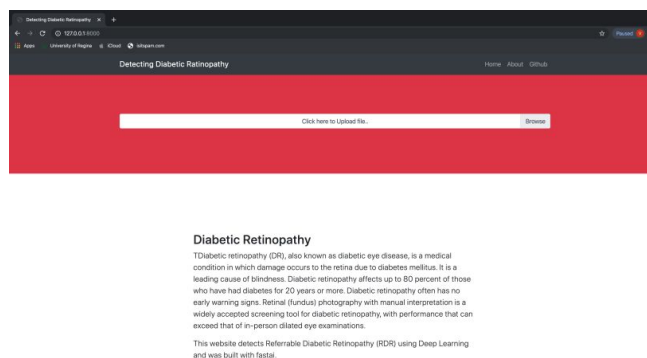 Detecting Diabetic Retinopathy
127.0.0.1:8000
Paused
Apps University of Regina iCloud isitspam.com
Detecting Diabetic Ratinopathy Home About Github
Click here to Upload file.. Browse
Diabetic Retinopathy
TDiabetic retinopathy (DR), also known as diabetic eye disease, is a medical
condition in which damage occurs to the retina due to diabetes mellitus. It is a
leading cause of blindness. Diabetic retinopathy affects up to 80 percent of those
who have had diabetes for 20 years or more. Diabetic retinopathy often has no
early warning signs. Retinal (fundus) photography with manual interpretation is a
widely accepted screening tool for diabetic retinopathy, with performance that can
exceed that of in-person dilated eye examinations.
This website detects Referrable Diabetic Retinopathy (RDR) using Deep Learning
and was built with fastai.